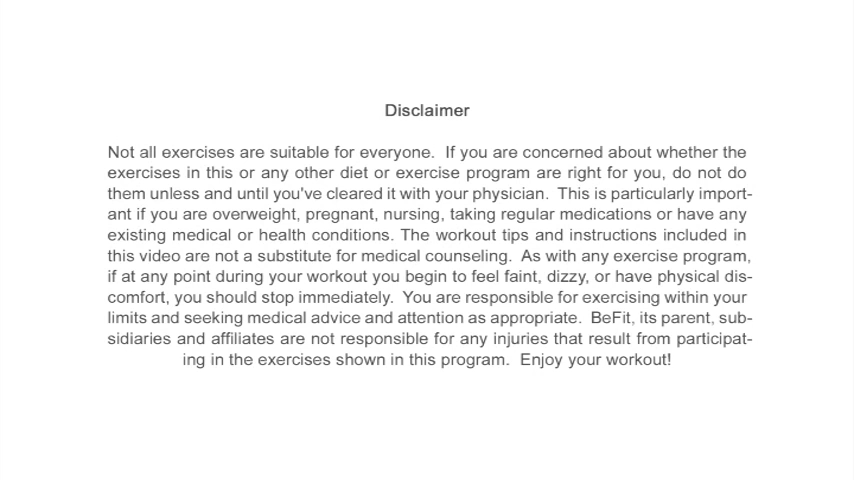 Disclaimer
Not all exercises are suitable for everyone.  If you are concerned about whether the
exercises in this or any other diet or exercise program are right for you, do not do
them unless and until you've cleared it with your physician.  This is particularly import-
ant if you are overweight, pregnant, nursing, taking regular medications or have any
existing medical or health conditions. The workout tips and instructions included in
this video are not a substitute for medical counseling.  As with any exercise program,
if at any point during your workout you begin to feel faint, dizzy, or have physical dis-
comfort, you should stop immediately.  You are responsible for exercising within your
limits and seeking medical advice and attention as appropriate.  BeFit, its parent, sub-
sidiaries and affiliates are not responsible for any injuries that result from participat-
ing in the exercises shown in this program.  Enjoy your workout!